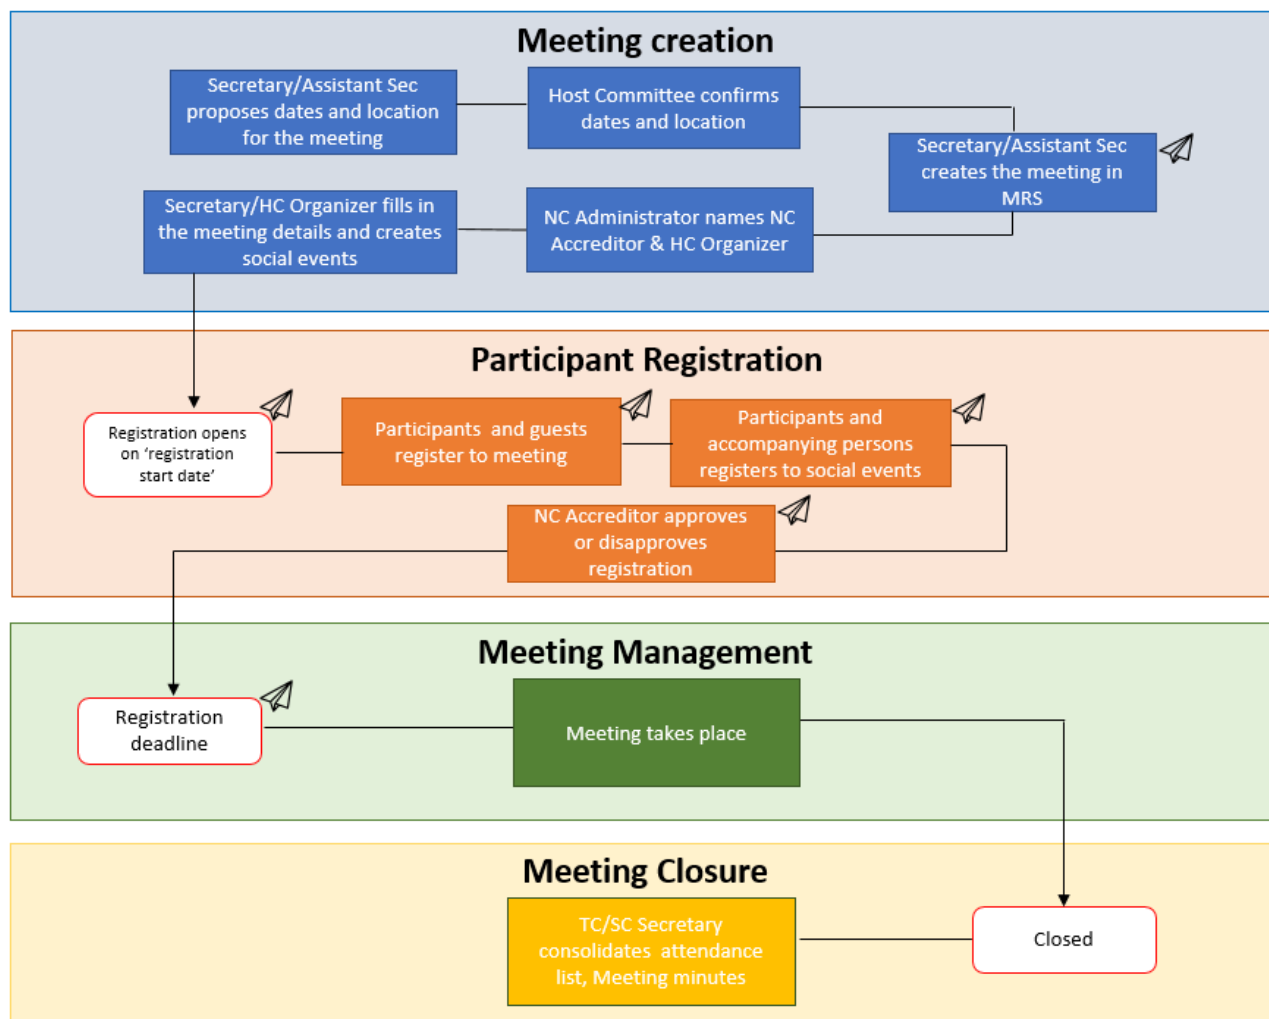 Meeting creation
Secretary/Assistant Sec
proposes dates and location
for the meeting
Host Committee confirms
dates and location
Secretary/Assistant Sec
creates the meeting in
MRS
NC Administrator names NC
Accreditor & HC Organizer
Secretary/HC Organizer fills in
the meeting details and creates
social events
Participant Registration
Registration opens
on ‘registration
start date’
Participants  and guests
register to meeting
Participants and
accompanying persons
registers to social events
NC Accreditor approves
or disapproves
registration
Meeting Management
Registration
deadline
Meeting takes place
Meeting Closure
Closed
TC/SC Secretary
consolidates  attendance
list, Meeting minutes